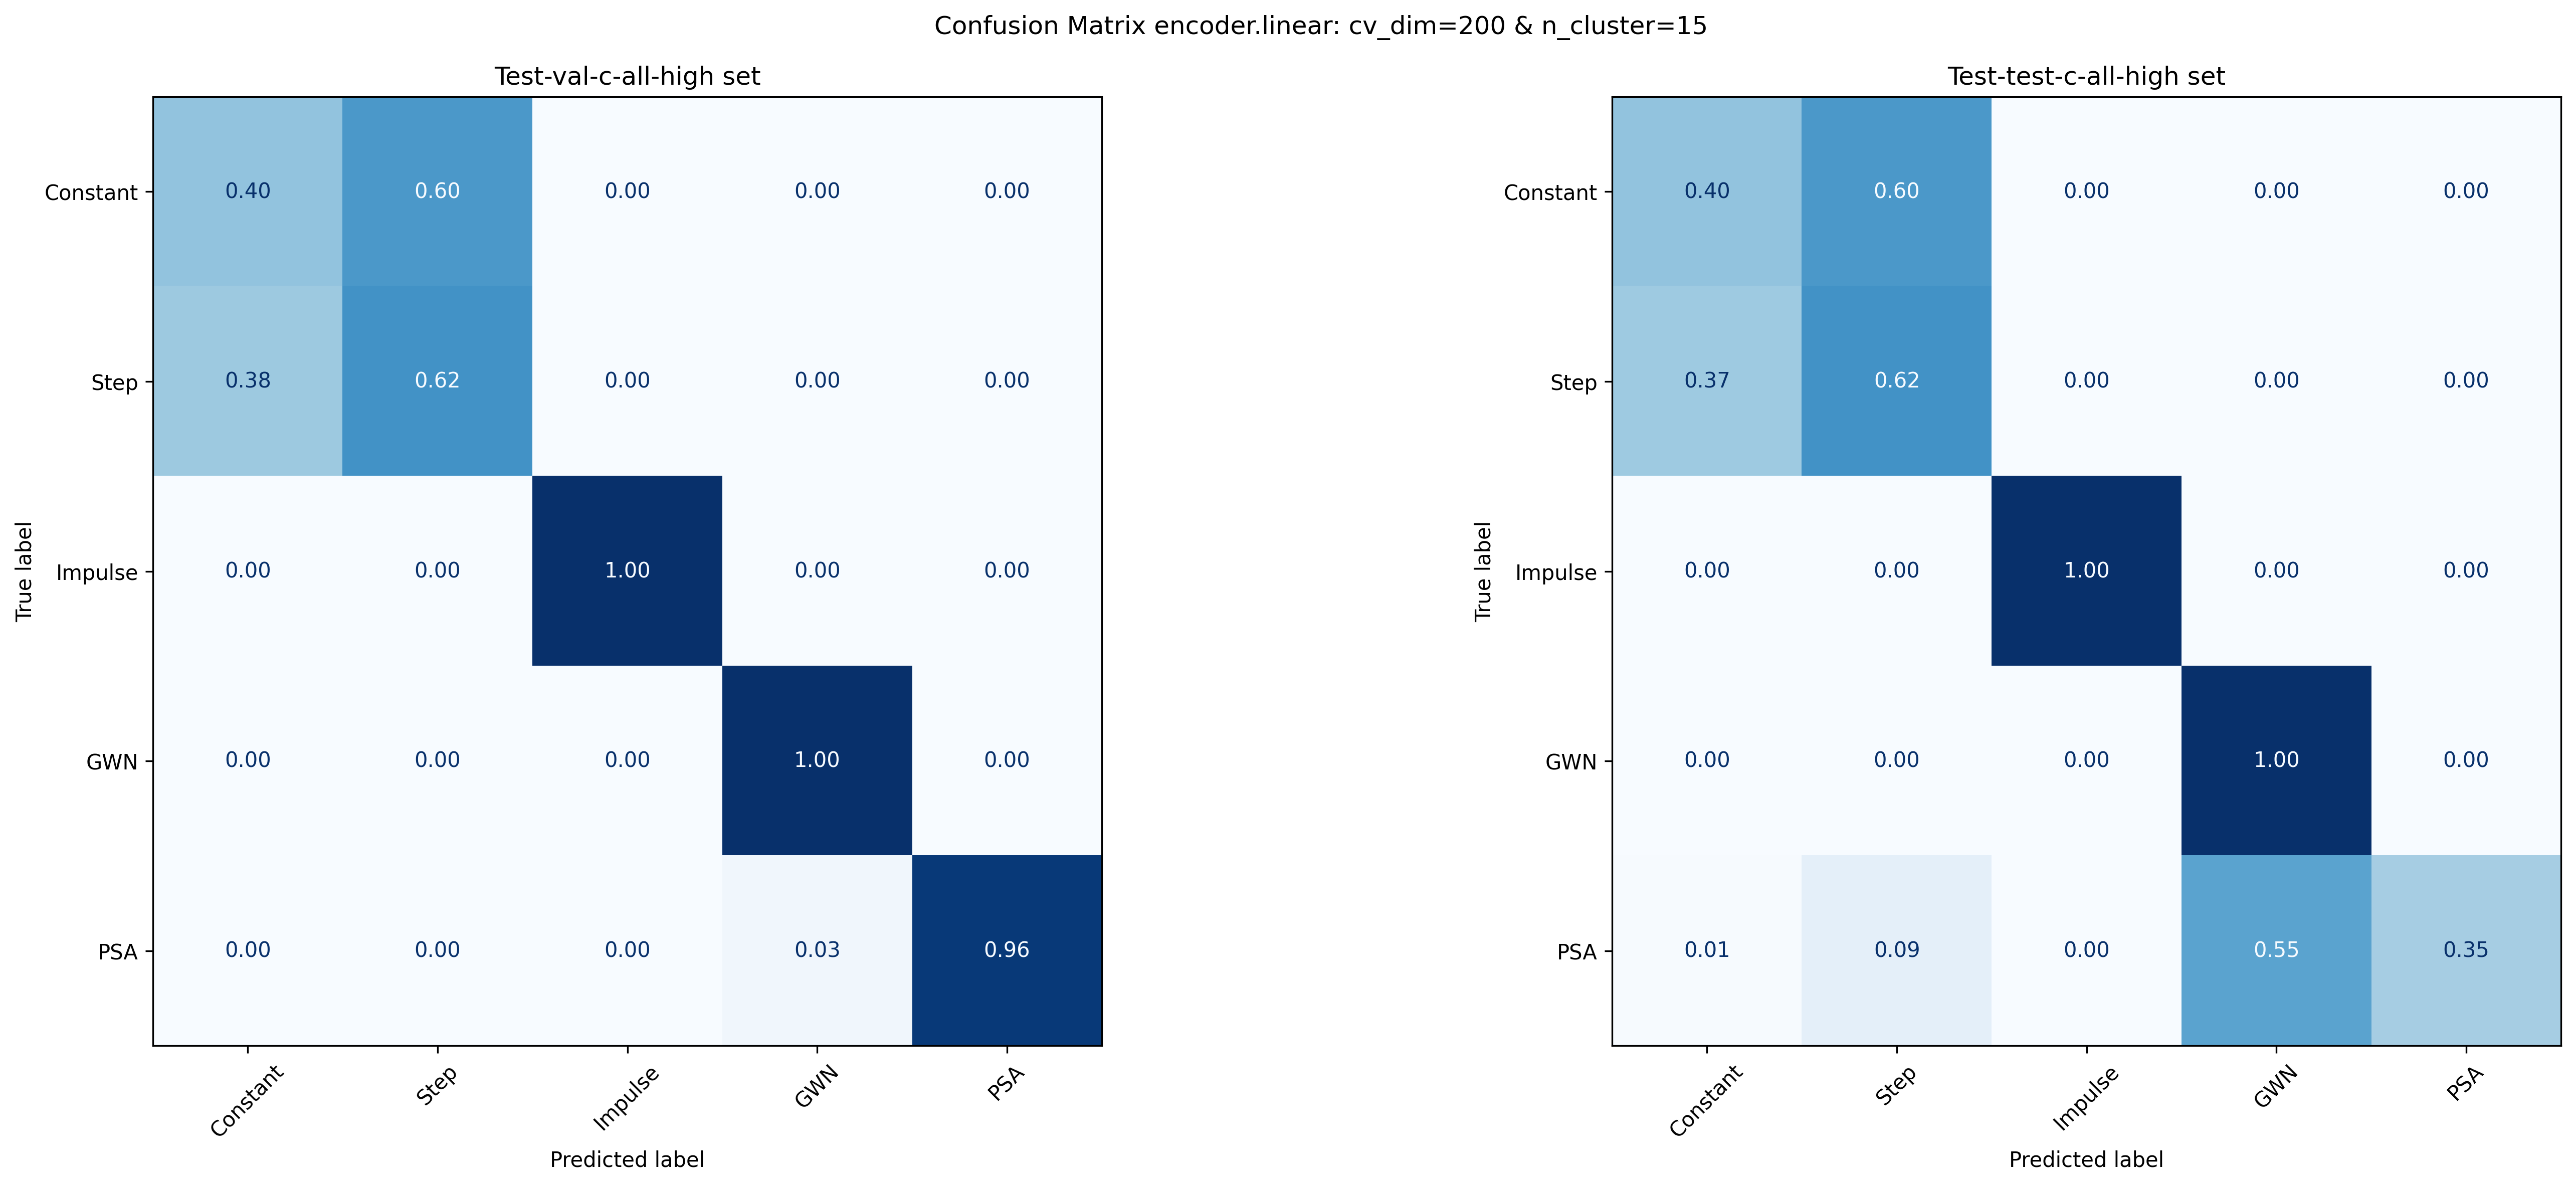 Confusion Matrix encoder.linear: cv_dim=200 & n_cluster=15
Test-val-c-all-high set
True label
Constant 0.40 0.60 0.00 0.00 0.00
Step 0.38 0.62 0.00 0.00 0.00
Impulse 0.00 0.00 1.00 0.00 0.00
GWN 0.00 0.00 0.00 1.00 0.00
PSA 0.00 0.00 0.00 0.03 0.96
Constant Step Impulse GWN PSA
Predicted label
Test-test-c-all-high set
True label
Constant 0.40 0.60 0.00 0.00 0.00
Step 0.37 0.62 0.00 0.00 0.00
Impulse 0.00 0.00 1.00 0.00 0.00
GWN 0.00 0.00 0.00 1.00 0.00
PSA 0.01 0.09 0.00 0.55 0.35
Constant Step Impulse GWN PSA
Predicted label